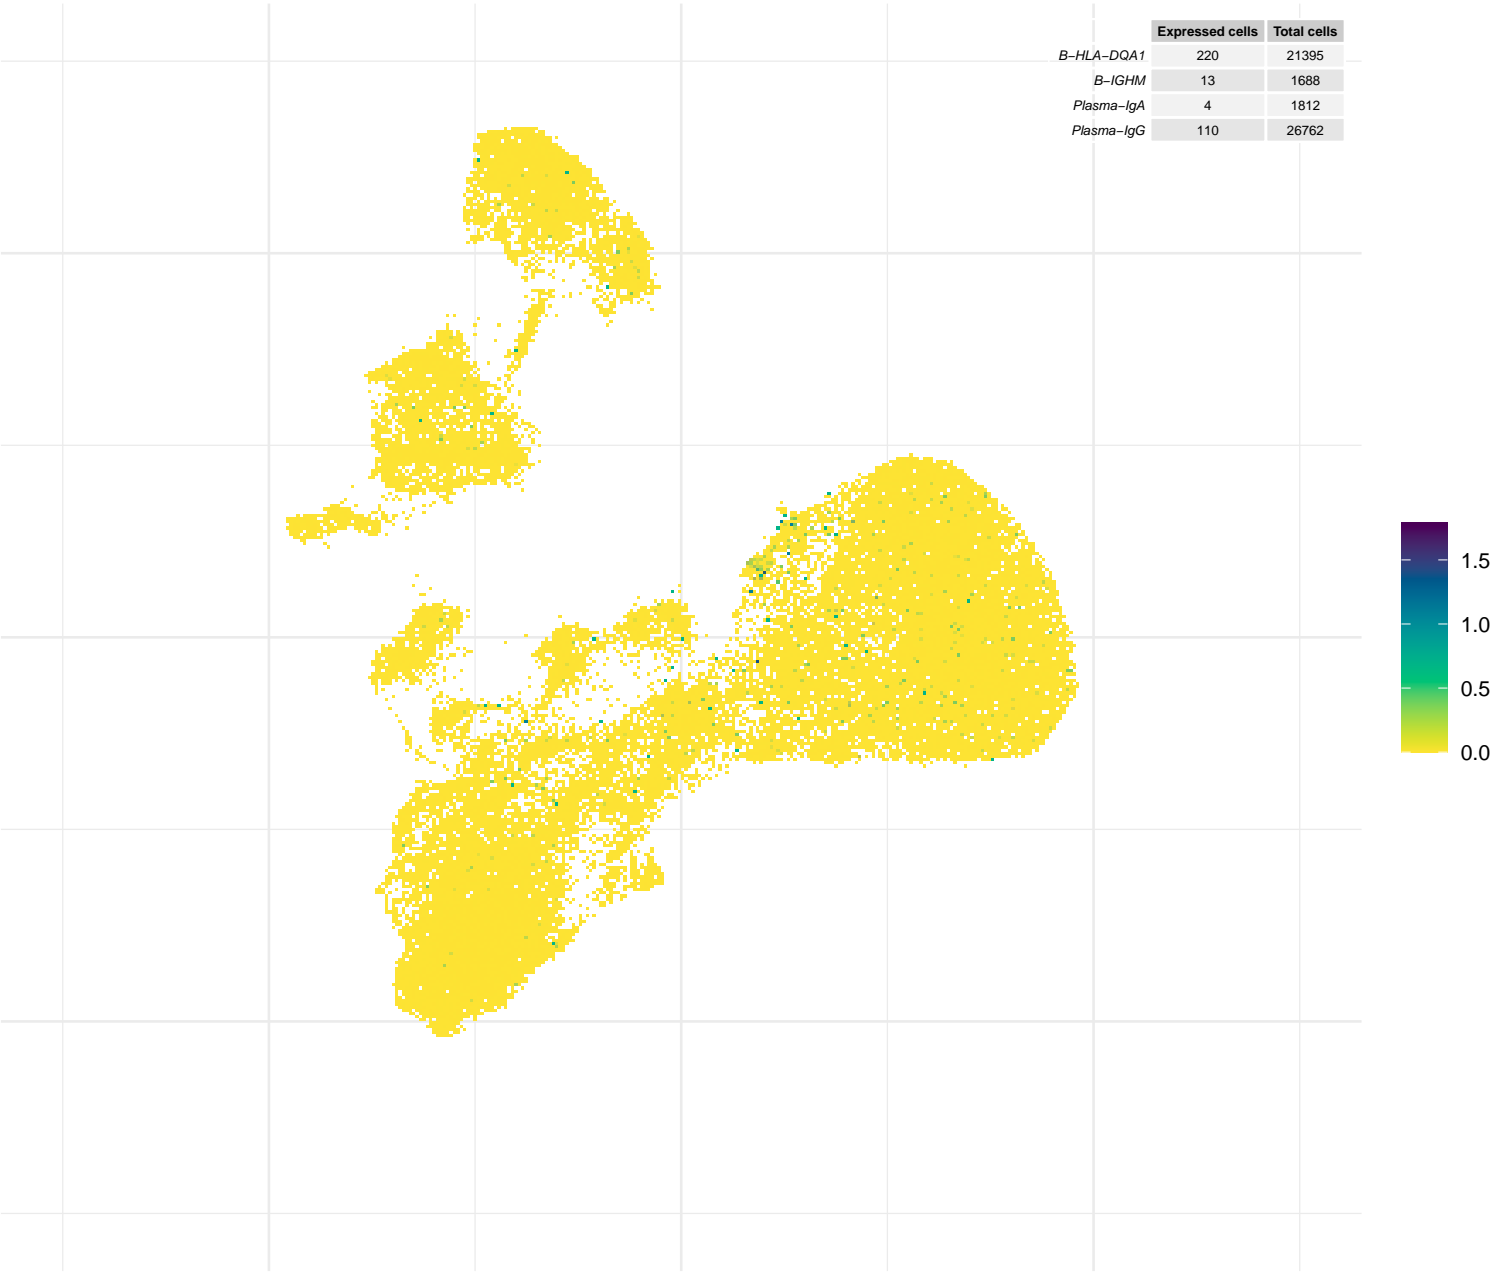 Expressed cells Total cells
B−HLA−DQA1 220 21395
B−IGHM 13 1688
Plasma−IgA 4 1812
Plasma−IgG 110 26762
1.5
1.0
0.5
0.0